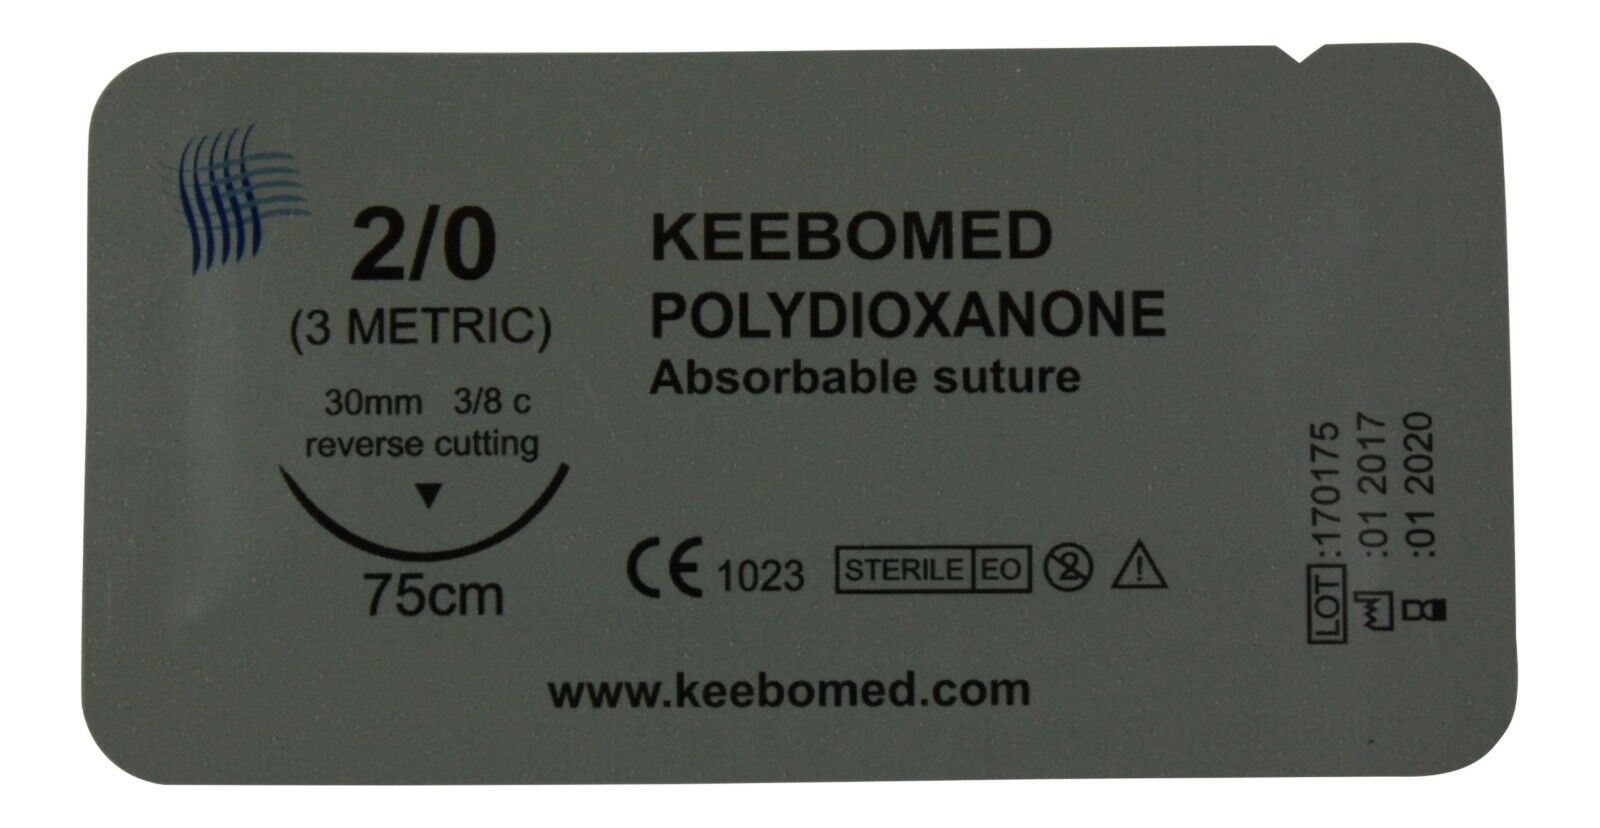 2/0
(3 METRIC)
30mm 3/8 c
reverse cutting
75cm
KEEBOMED
POLYDIOXANONE
Absorbable suture
CE 1023 STERILE EO 2
www.keebomed.com
LOT :170175
:01 2017
:01 2020